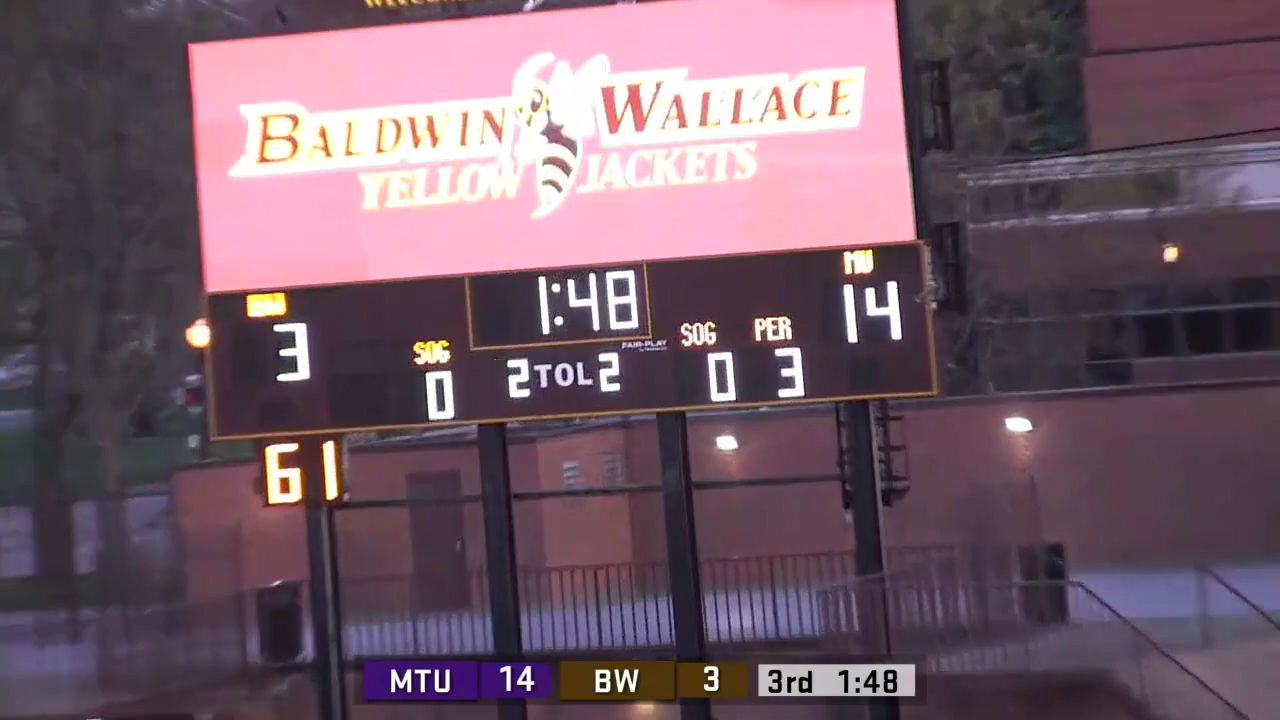 WELCOME
BALDWIN WALLACE
YELLOW JACKETS
BW 1:48 MU
3 SOG SOG PER 14
FAIR-PLAY
0 2 TOL 2 0 3
61
MTU 14 BW 3 3rd 1:48